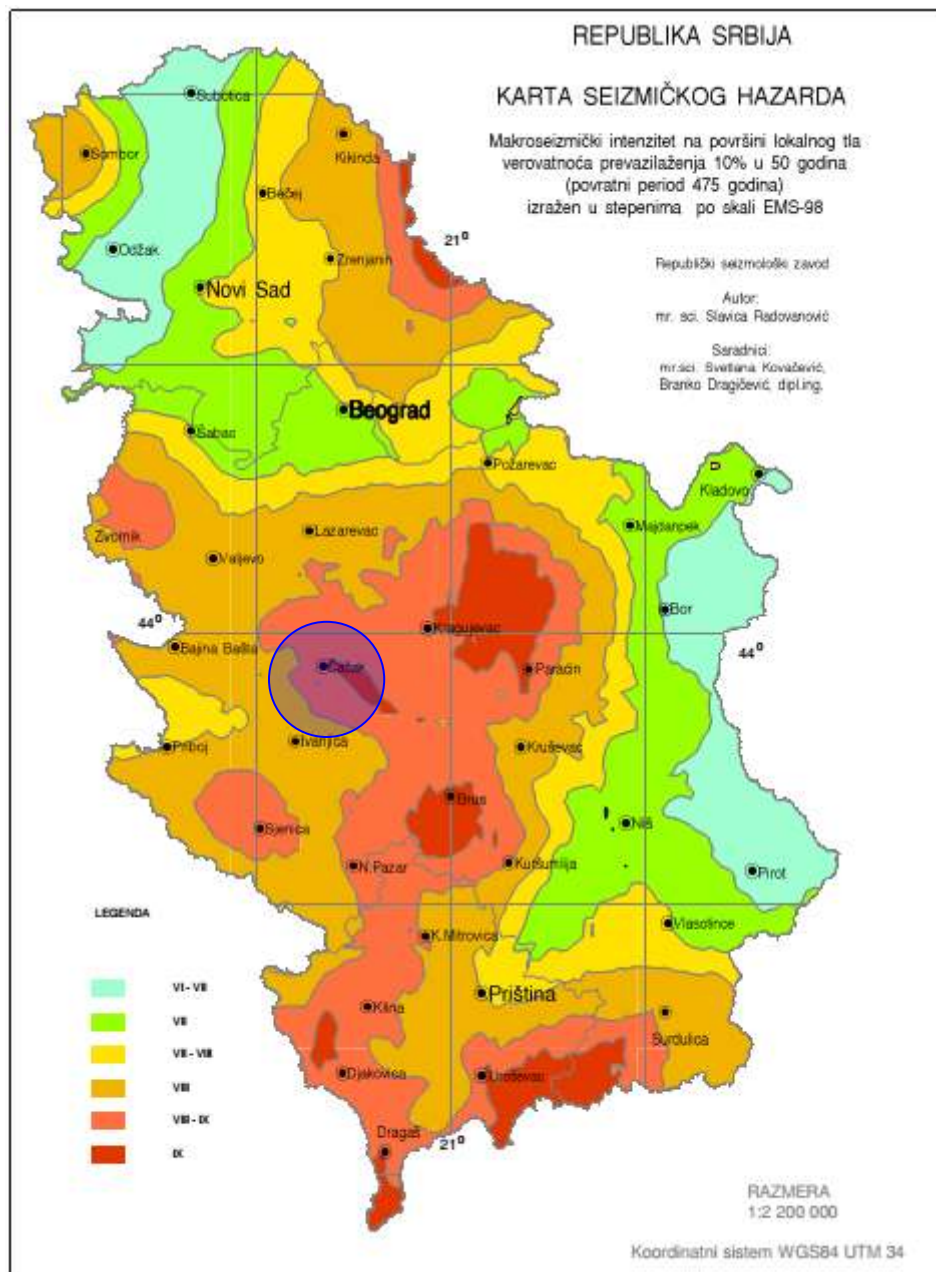 REPUBLIKA SRBIJA
KARTA SEIZMIČKOG HAZARDA
Makroseizmički intenzitet na površini lokalnog tla
verovatnoća prevazilaženja 10% u 50 godina
(povratni period 475 godina)
izražen u stepenima po skali EMS-98
Republički seizmološki zavod
Autor:
mr. sci. Slavica Radovanović
Saradnici:
mr.sci. Svetlana Kovačević,
Branko Dragičević, dipl.ing.
Subotica
Sombor
Kikinda
Bečej
21°
Odžak
Zrenjanin
Novi Sad
Beograd
Šabac
Požarevac
Kladovo
Zvornik
Lazarevac
Majdanpek
Valjevo
Bor
44°
Kragujevac
44°
Bajina Bašta
Čačak
Paraćin
Priboj
Ivanjica
Kruševac
Brus
Sjenica
Niš
N.Pazar
Kuršumlija
Pirot
Vlasotince
K.Mitrovica
Priština
Klina
Surdulica
Djakovica
Uroševac
Dragaš
21°
LEGENDA
VI - VII
VII
VII - VIII
VIII
VIII - IX
IX
RAZMERA
1:2 200 000
Koordinatni sistem WGS84 UTM 34